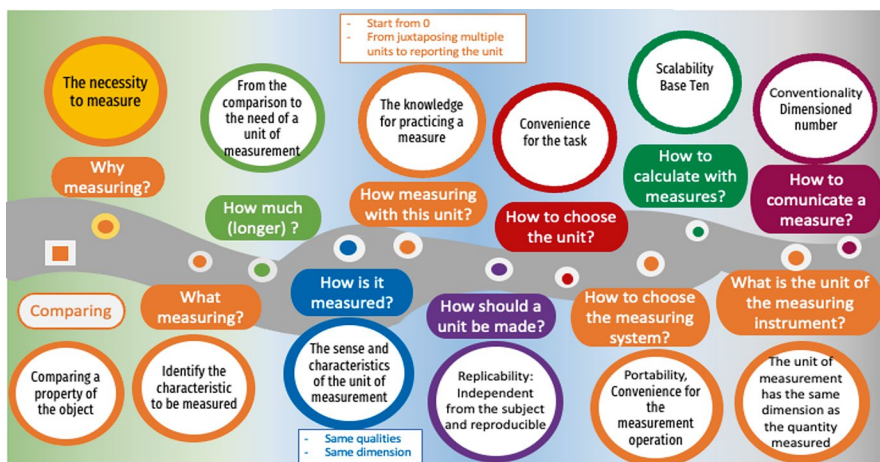 - Start from 0
- From juxtaposing multiple
units to reporting the unit
The necessity
to measure
From the
comparison to
the need of a
unit of
measurement
The knowledge
for practicing a
measure
Convenience
for the task
Scalability
Base Ten
Conventionality
Dimensioned
number
Why
measuring?
How much
(longer) ?
How measuring
with this unit?
How to choose
the unit?
How to
calculate with
measures?
How to
comunicate a
measure?
Comparing
What
measuring?
How is it
measured?
How should a
unit be made?
How to choose
the measuring
system?
What is the unit of
the measuring
instrument?
Comparing a
property of
the object
Identify the
characteristic
to be measured
The sense and
characteristics
of the unit of
measurement
Replicability:
Independent
from the subject
and reproducible
Portability,
Convenience for
the
measurement
operation
The unit of
measurement
has the same
dimension as
the quantity
measured
- Same qualities
- Same dimension